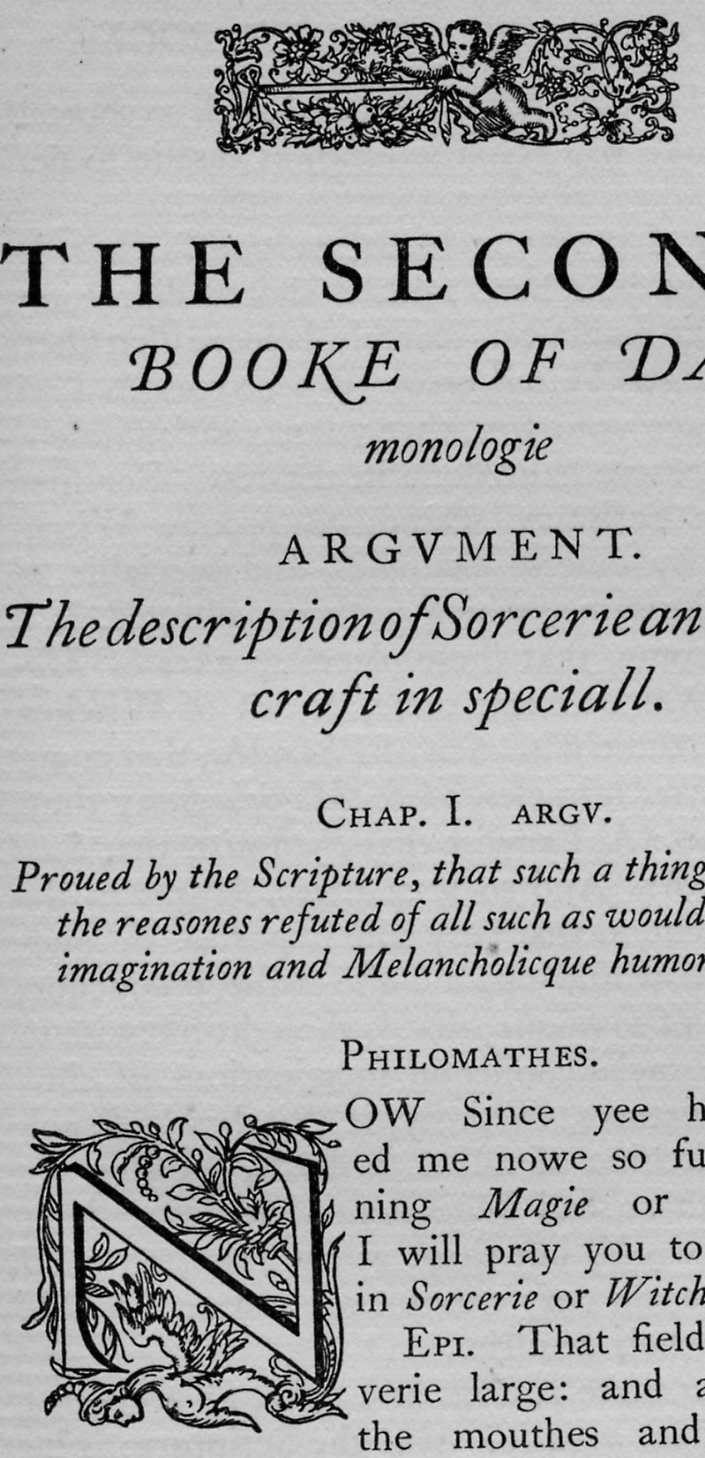 THE SECON
BOOKE OF DA
monologie
ARGVMENT.
The description of Sorcerie an
craft in speciall.
CHAP. I. ARGV.
Proued by the Scripture, that such a thing
the reasones refuted of all such as would
imagination and Melancholicque humor
PHILOMATHES.
NOW Since yee h
ed me nowe so fu
ning Magie or
I will pray you to
in Sorcerie or Witch
EPI. That field
verie large: and a
the mouthes and